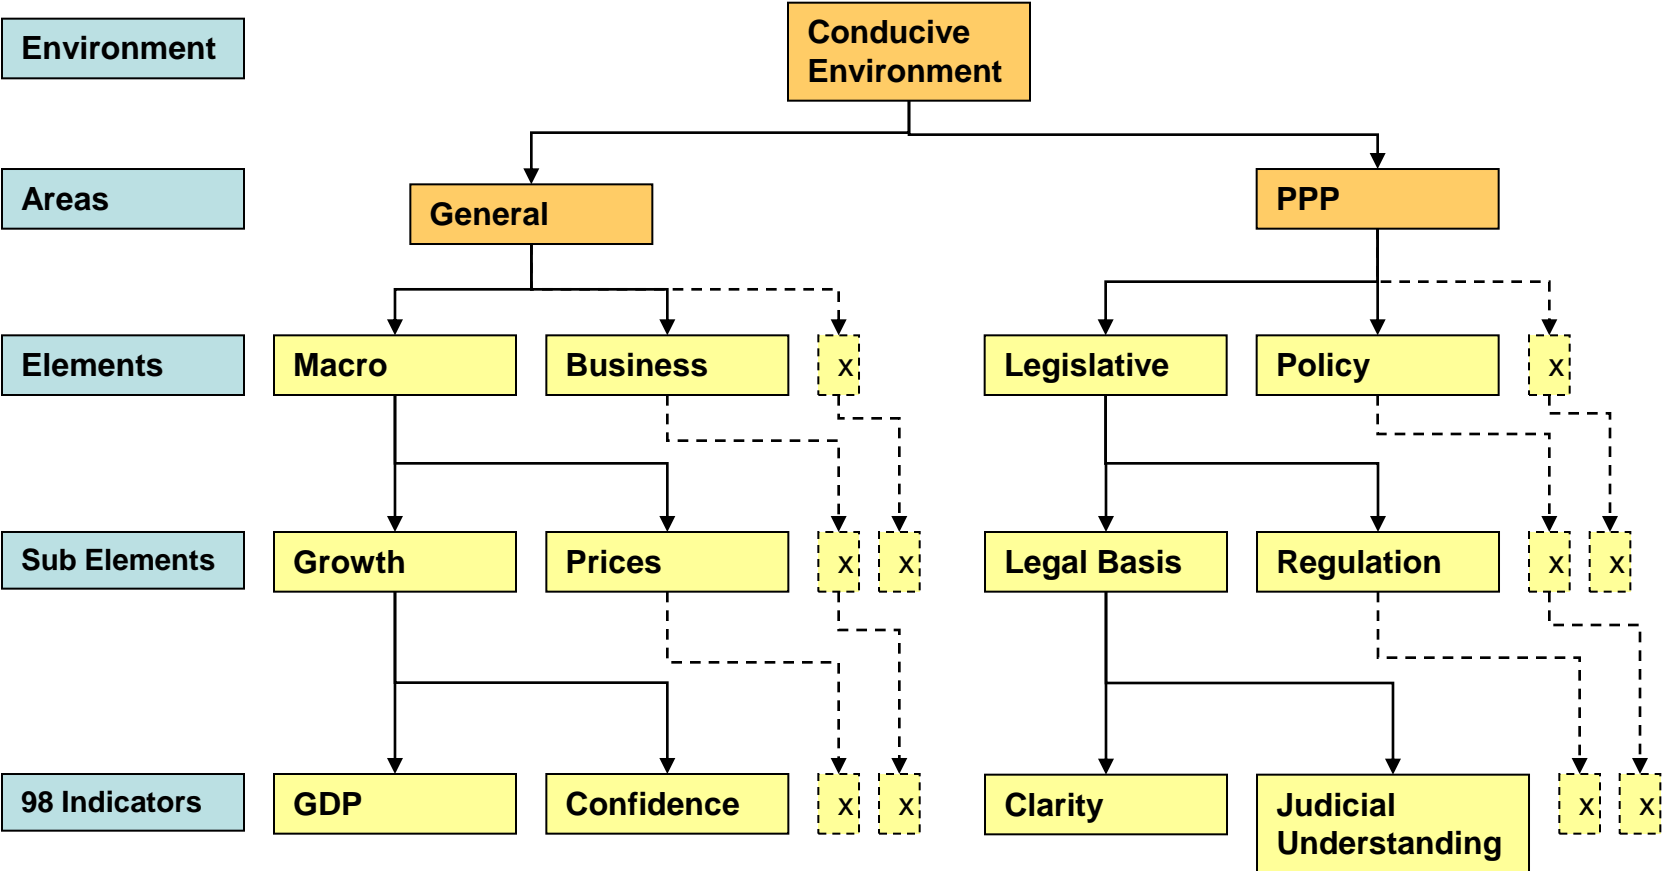 Environment
Conducive
Environment
Areas
General
PPP
Elements
Macro
Business
x
Legislative
Policy
x
Sub Elements
Growth
Prices
x
x
Legal Basis
Regulation
x
x
98 Indicators
GDP
Confidence
x
x
Clarity
Judicial
Understanding
x
x